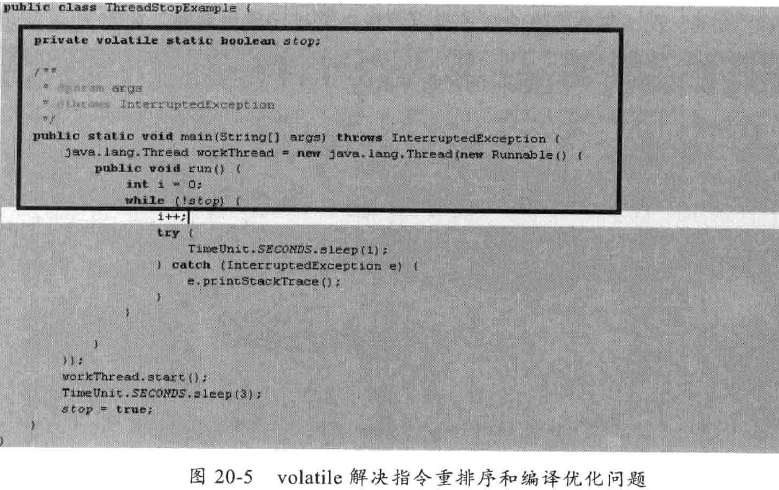 public class ThreadStopExample {
private volatile static boolean stop;
/**
* @param args
* @throws InterruptedException
*/
public static void main(String[] args) throws InterruptedException {
java.lang.Thread workThread = new java.lang.Thread(new Runnable() {
public void run() {
int i = 0;
while (!stop) {
i++;
try {
TimeUnit.SECONDS.sleep(1);
} catch (InterruptedException e) {
e.printStackTrace();
}
}
}
});
workThread.start();
TimeUnit.SECONDS.sleep(3);
stop = true;
}
}
图 20-5 volatile 解决指令重排序和编译优化问题